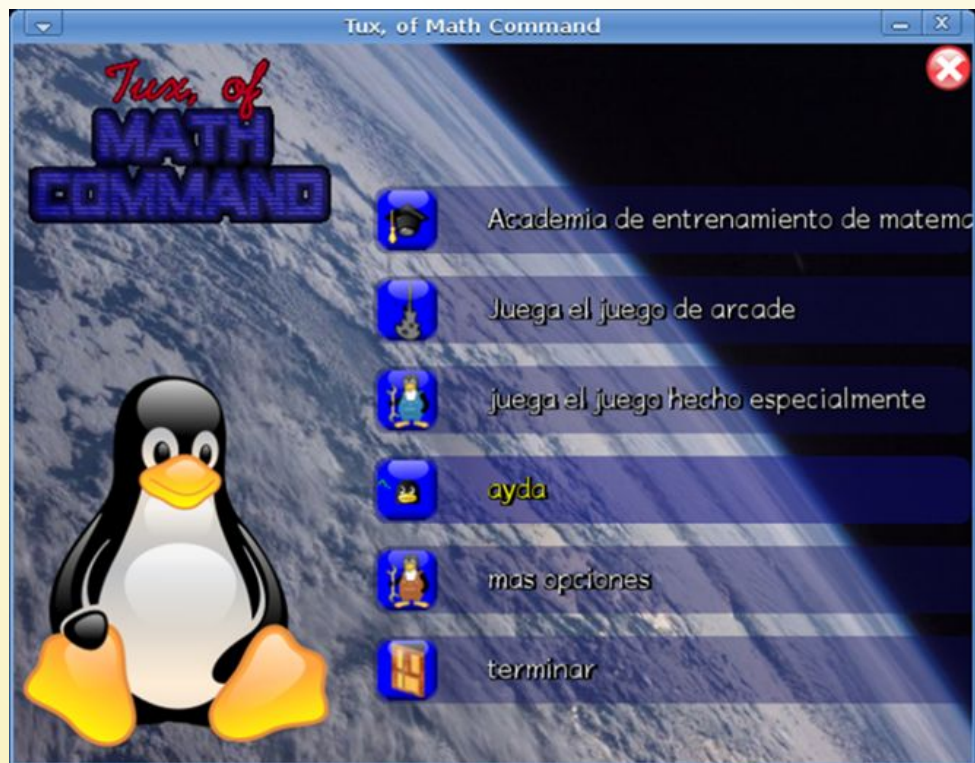 Tux, of Math Command
Tux, of
MATH
COMMAND
Academia de entrenamiento de matema
Juega el juego de arcade
juega el juego hecho especialmente
ayda
mas opciones
terminar